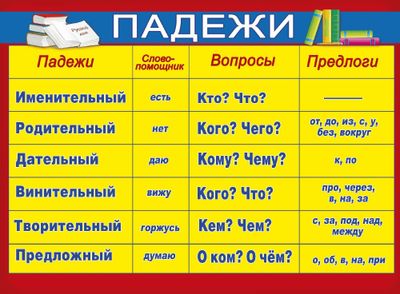 Русский язык
ПАДЕЖИ
Падежи Слово-помощник Вопросы Предлоги
Именительный есть Кто? Что? ———
Родительный нет Кого? Чего? от, до, из, с, у, без, вокруг
Дательный даю Кому? Чему? к, по
Винительный вижу Кого? Что? про, через, в, на, за
Творительный горжусь Кем? Чем? с, за, под, над, между
Предложный думаю О ком? О чём? о, об, в, на, при